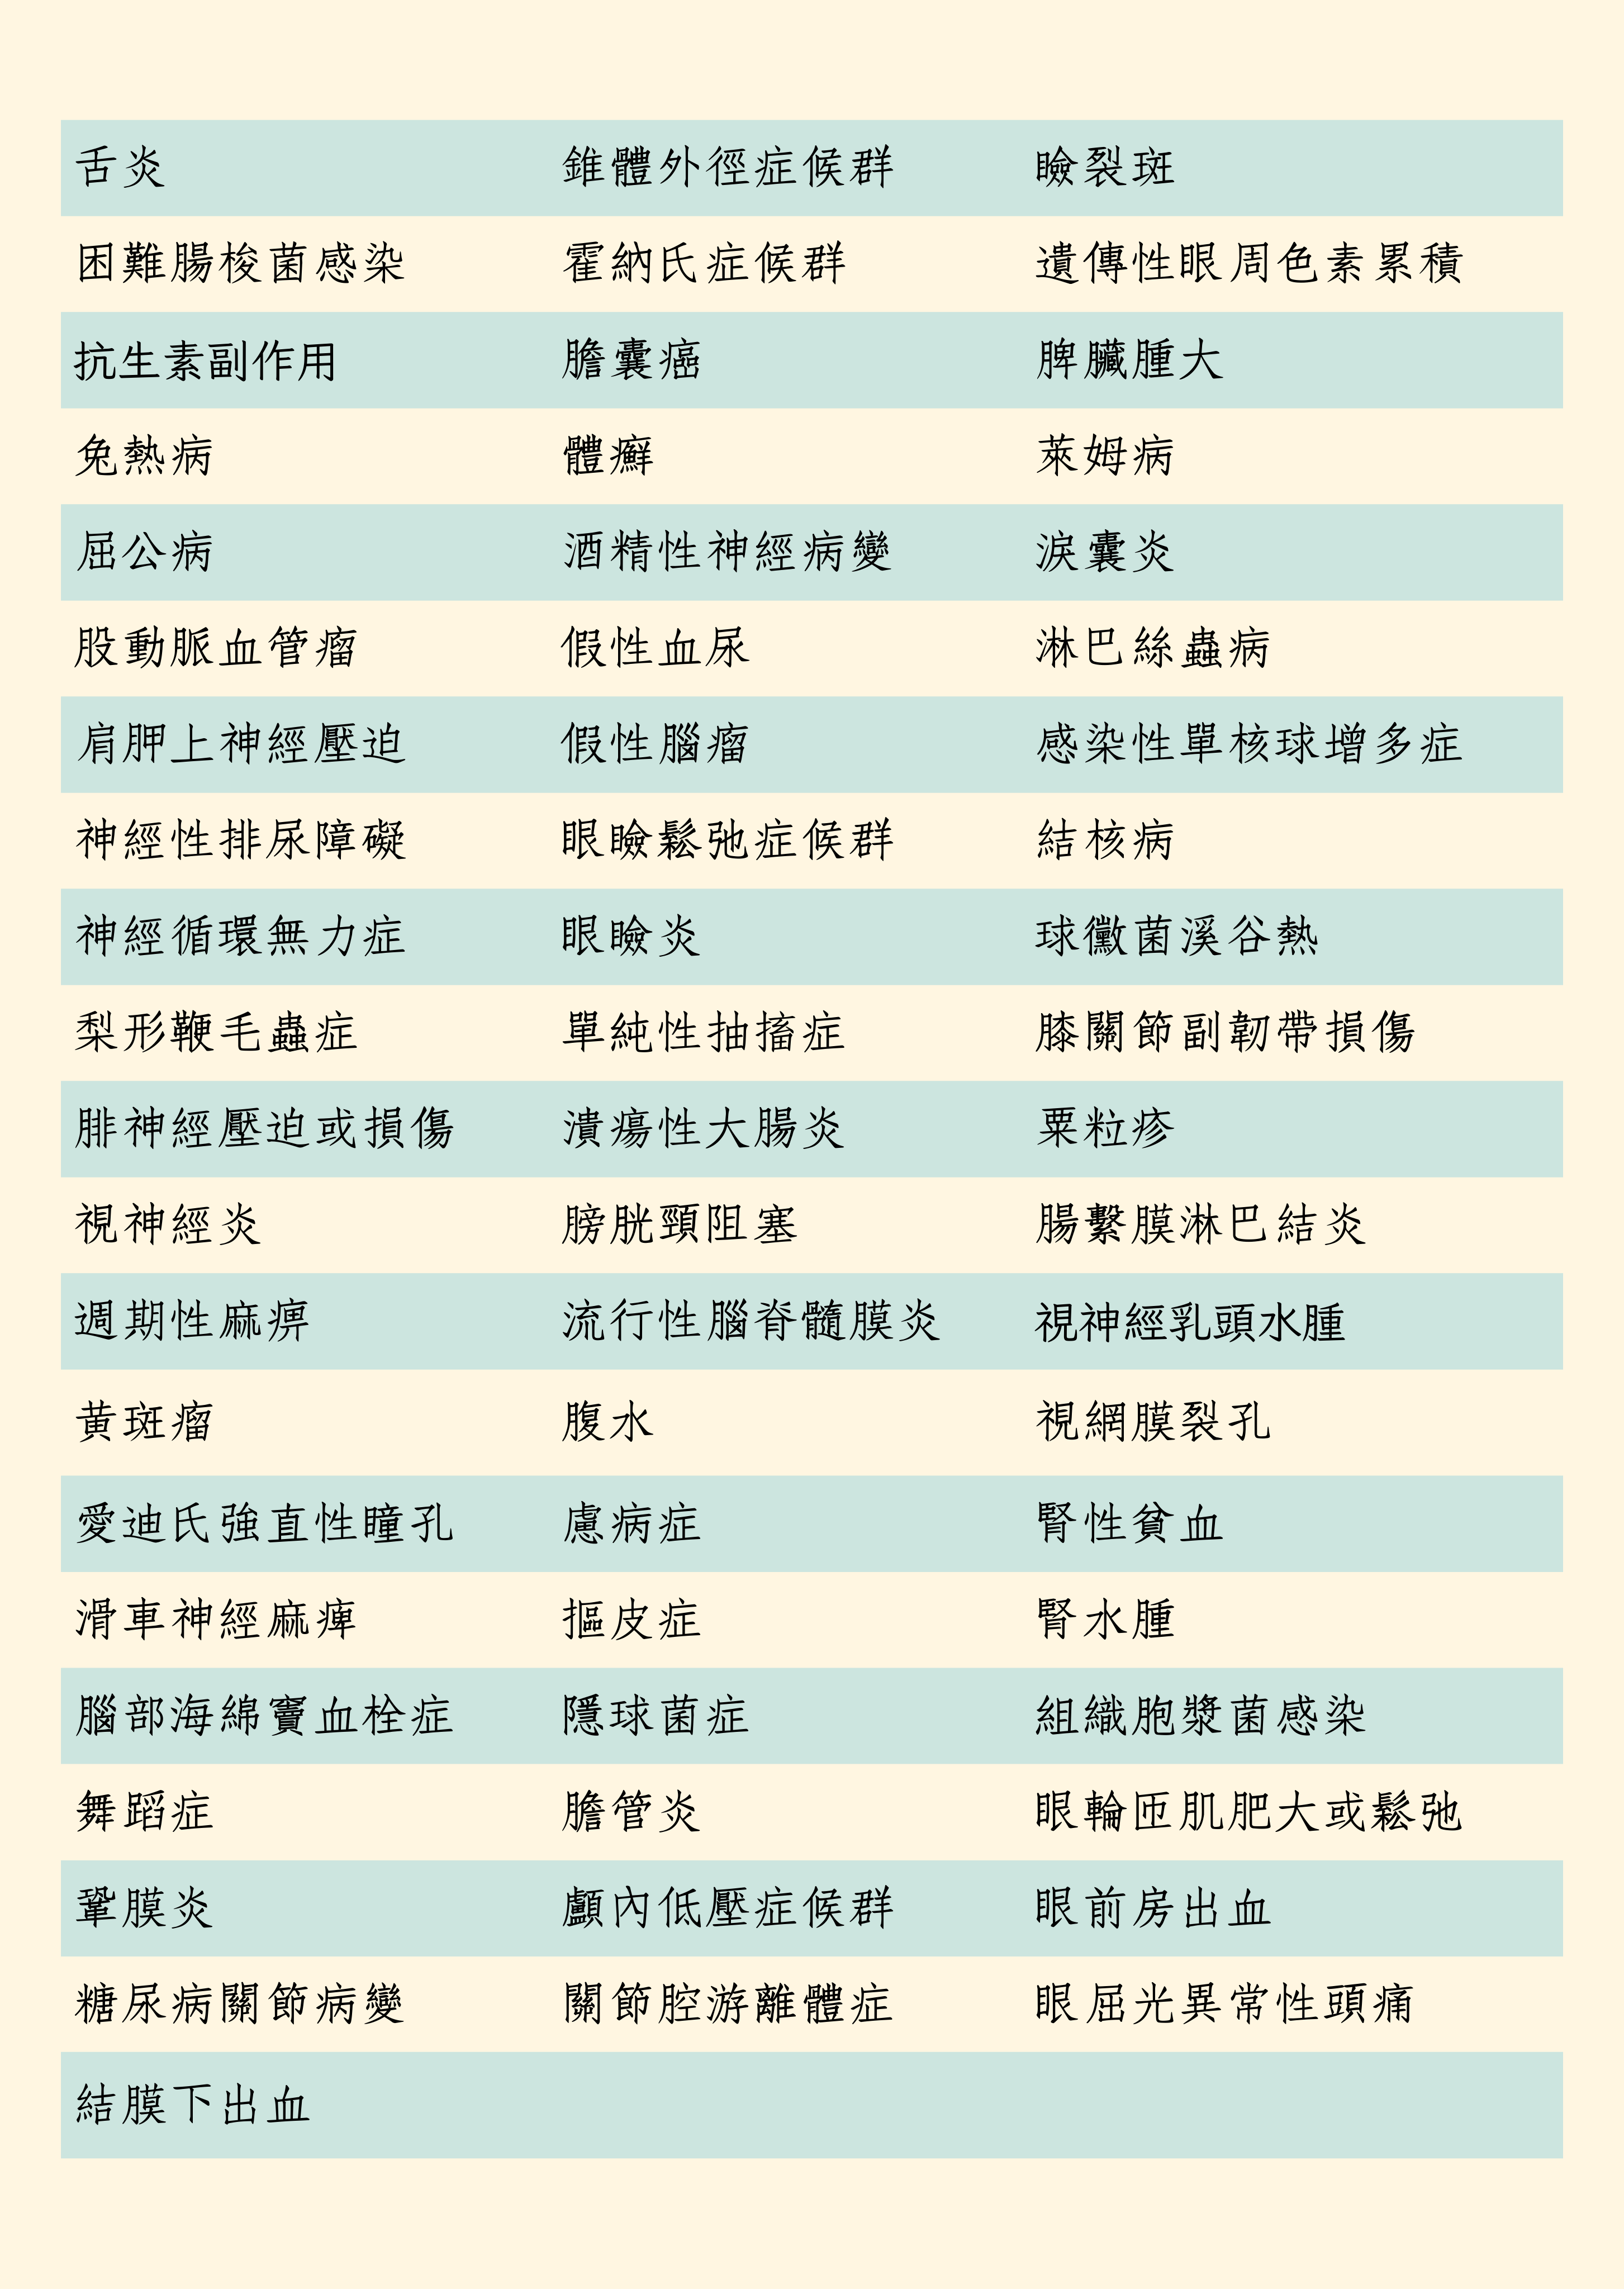 舌炎 錐體外徑症候群 瞼裂斑
困難腸梭菌感染 霍納氏症候群 遺傳性眼周色素累積
抗生素副作用 膽囊癌 脾臟腫大
兔熱病 體癬 萊姆病
屈公病 酒精性神經病變 淚囊炎
股動脈血管瘤 假性血尿 淋巴絲蟲病
肩胛上神經壓迫 假性腦瘤 感染性單核球增多症
神經性排尿障礙 眼瞼鬆弛症候群 結核病
神經循環無力症 眼瞼炎 球黴菌溪谷熱
梨形鞭毛蟲症 單純性抽搐症 膝關節副韌帶損傷
腓神經壓迫或損傷 潰瘍性大腸炎 粟粒疹
視神經炎 膀胱頸阻塞 腸繫膜淋巴結炎
週期性麻痹 流行性腦脊髓膜炎 視神經乳頭水腫
黃斑瘤 腹水 視網膜裂孔
愛迪氏強直性瞳孔 慮病症 腎性貧血
滑車神經麻痺 摳皮症 腎水腫
腦部海綿竇血栓症 隱球菌症 組織胞漿菌感染
舞蹈症 膽管炎 眼輪匝肌肥大或鬆弛
鞏膜炎 顱內低壓症候群 眼前房出血
糖尿病關節病變 關節腔游離體症 眼屈光異常性頭痛
結膜下出血